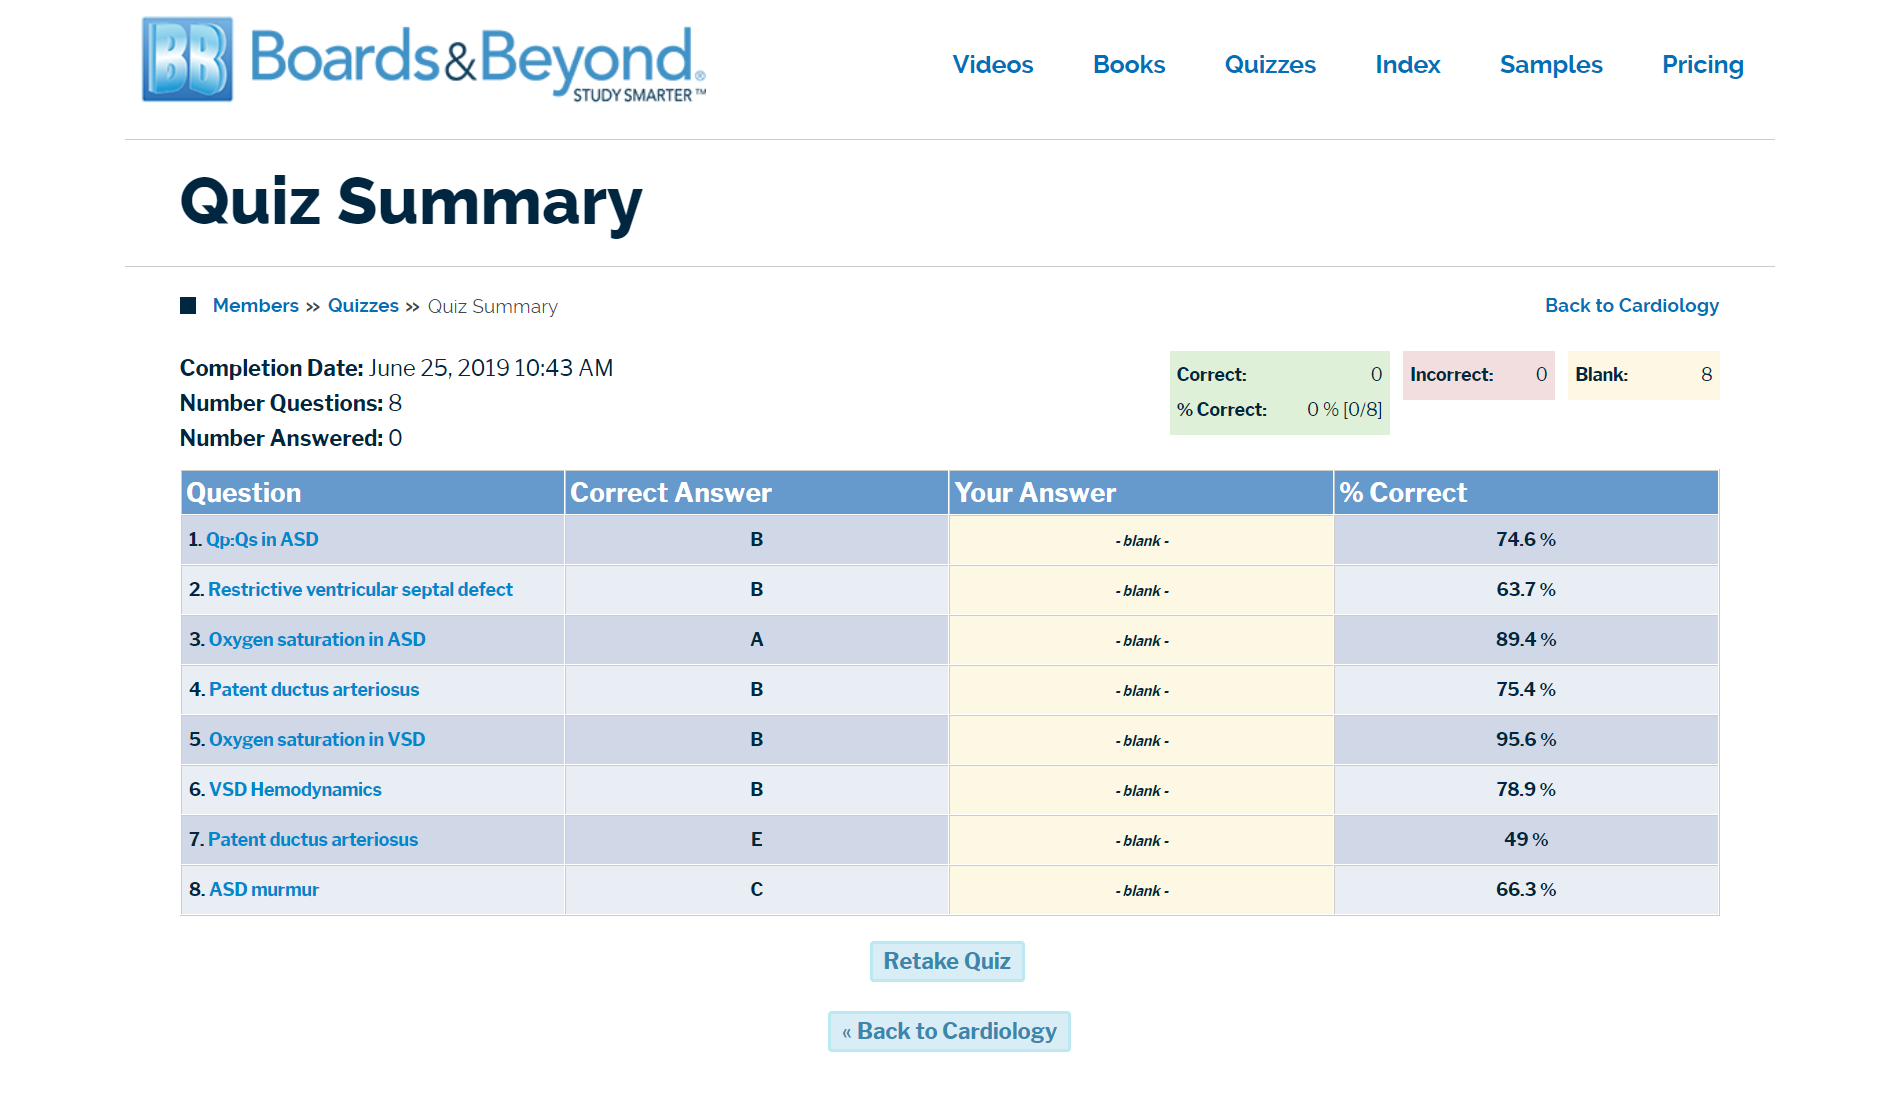 BB Boards&Beyond®
STUDY SMARTER™
Videos Books Quizzes Index Samples Pricing
Quiz Summary
Members » Quizzes » Quiz Summary
Back to Cardiology
Completion Date: June 25, 2019 10:43 AM
Number Questions: 8
Number Answered: 0
Correct: 0
% Correct: 0 % [0/8]
Incorrect: 0
Blank: 8
Question Correct Answer Your Answer % Correct
1. Qp:Qs in ASD B - blank - 74.6 %
2. Restrictive ventricular septal defect B - blank - 63.7 %
3. Oxygen saturation in ASD A - blank - 89.4 %
4. Patent ductus arteriosus B - blank - 75.4 %
5. Oxygen saturation in VSD B - blank - 95.6 %
6. VSD Hemodynamics B - blank - 78.9 %
7. Patent ductus arteriosus E - blank - 49 %
8. ASD murmur C - blank - 66.3 %
Retake Quiz
« Back to Cardiology